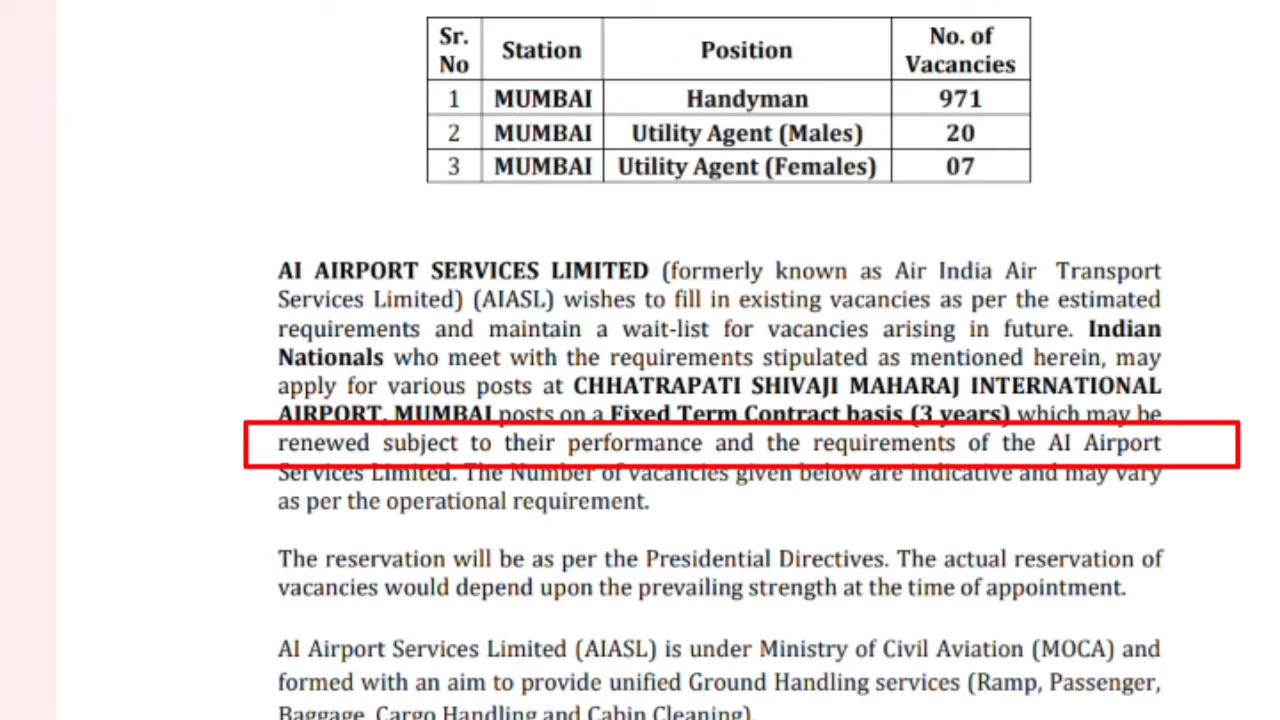 Sr. No Station Position No. of Vacancies
1 MUMBAI Handyman 971
2 MUMBAI Utility Agent (Males) 20
3 MUMBAI Utility Agent (Females) 07
AI AIRPORT SERVICES LIMITED (formerly known as Air India Air Transport
Services Limited) (AIASL) wishes to fill in existing vacancies as per the estimated
requirements and maintain a wait-list for vacancies arising in future. Indian
Nationals who meet with the requirements stipulated as mentioned herein, may
apply for various posts at CHHATRAPATI SHIVAJI MAHARAJ INTERNATIONAL
AIRPORT, MUMBAI posts on a Fixed Term Contract basis (3 years) which may be
renewed subject to their performance and the requirements of the AI Airport
Services Limited. The Number of vacancies given below are indicative and may vary
as per the operational requirement.
The reservation will be as per the Presidential Directives. The actual reservation of
vacancies would depend upon the prevailing strength at the time of appointment.
AI Airport Services Limited (AIASL) is under Ministry of Civil Aviation (MOCA) and
formed with an aim to provide unified Ground Handling services (Ramp, Passenger,
Baggage, Cargo Handling and Cabin Cleaning).